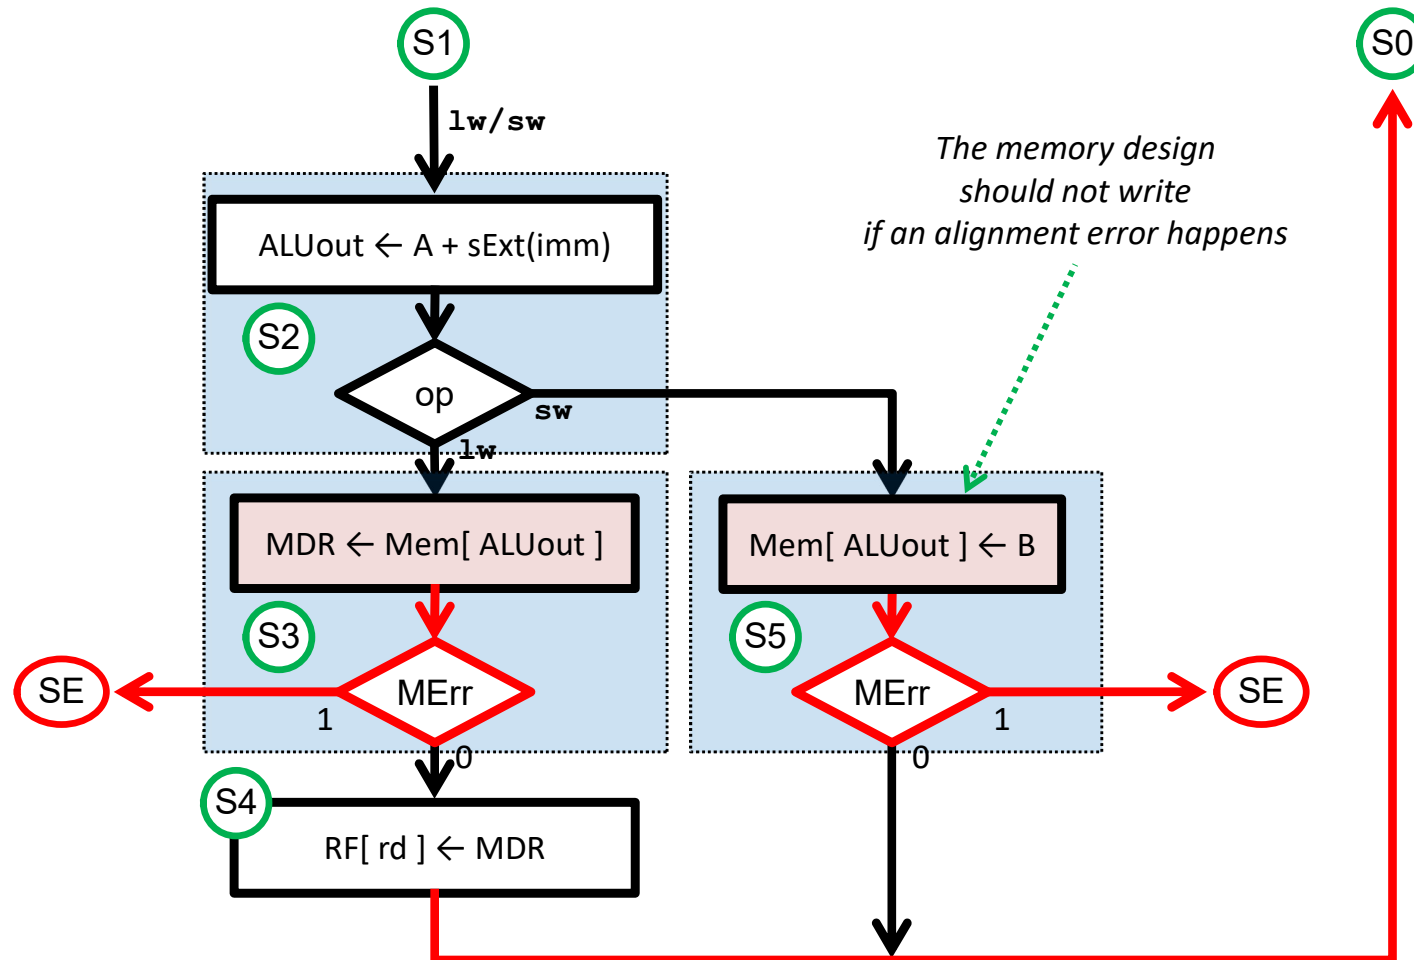 S1
S0
lw/sw
The memory design
should not write
if an alignment error happens
ALUout ← A + sExt(imm)
S2
op
sw
lw
MDR ← Mem[ ALUout ]
Mem[ ALUout ] ← B
S3
S5
SE
MErr
MErr
SE
1
1
0
0
S4
RF[ rd ] ← MDR